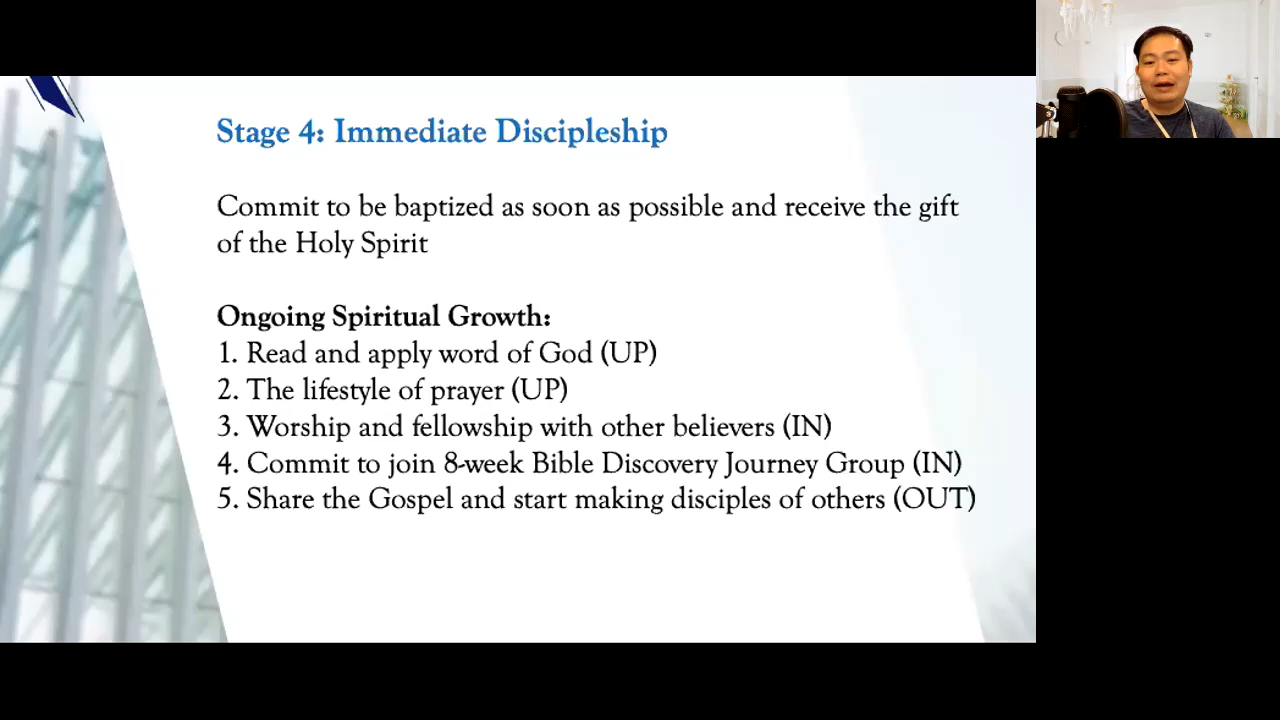 Stage 4: Immediate Discipleship
Commit to be baptized as soon as possible and receive the gift
of the Holy Spirit
Ongoing Spiritual Growth:
1. Read and apply word of God (UP)
2. The lifestyle of prayer (UP)
3. Worship and fellowship with other believers (IN)
4. Commit to join 8-week Bible Discovery Journey Group (IN)
5. Share the Gospel and start making disciples of others (OUT)